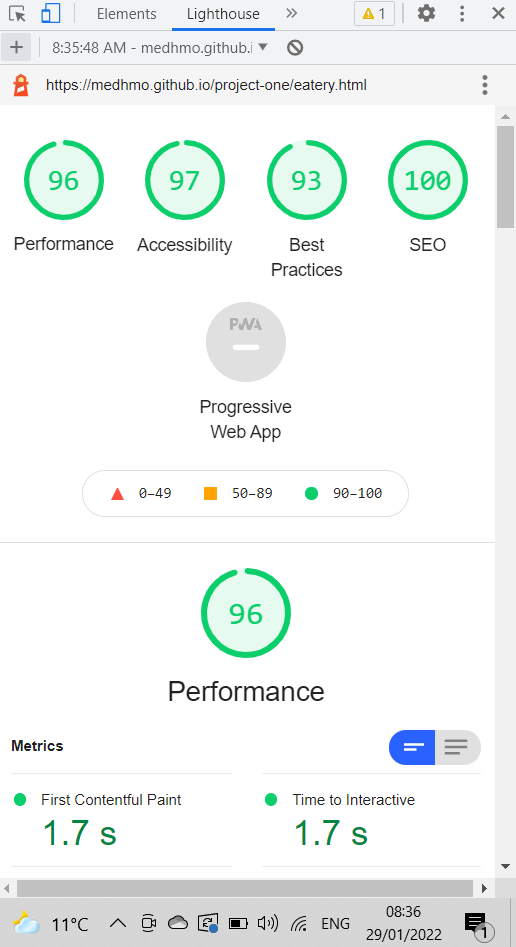 Elements Lighthouse » 1
8:35:48 AM - medhmo.github.i
https://medhmo.github.io/project-one/eatery.html
96 97 93 100
Performance Accessibility Best Practices SEO
PWA
Progressive
Web App
0–49 50–89 90–100
96
Performance
Metrics
First Contentful Paint Time to Interactive
1.7 s 1.7 s
11°C ENG 08:36 1
29/01/2022